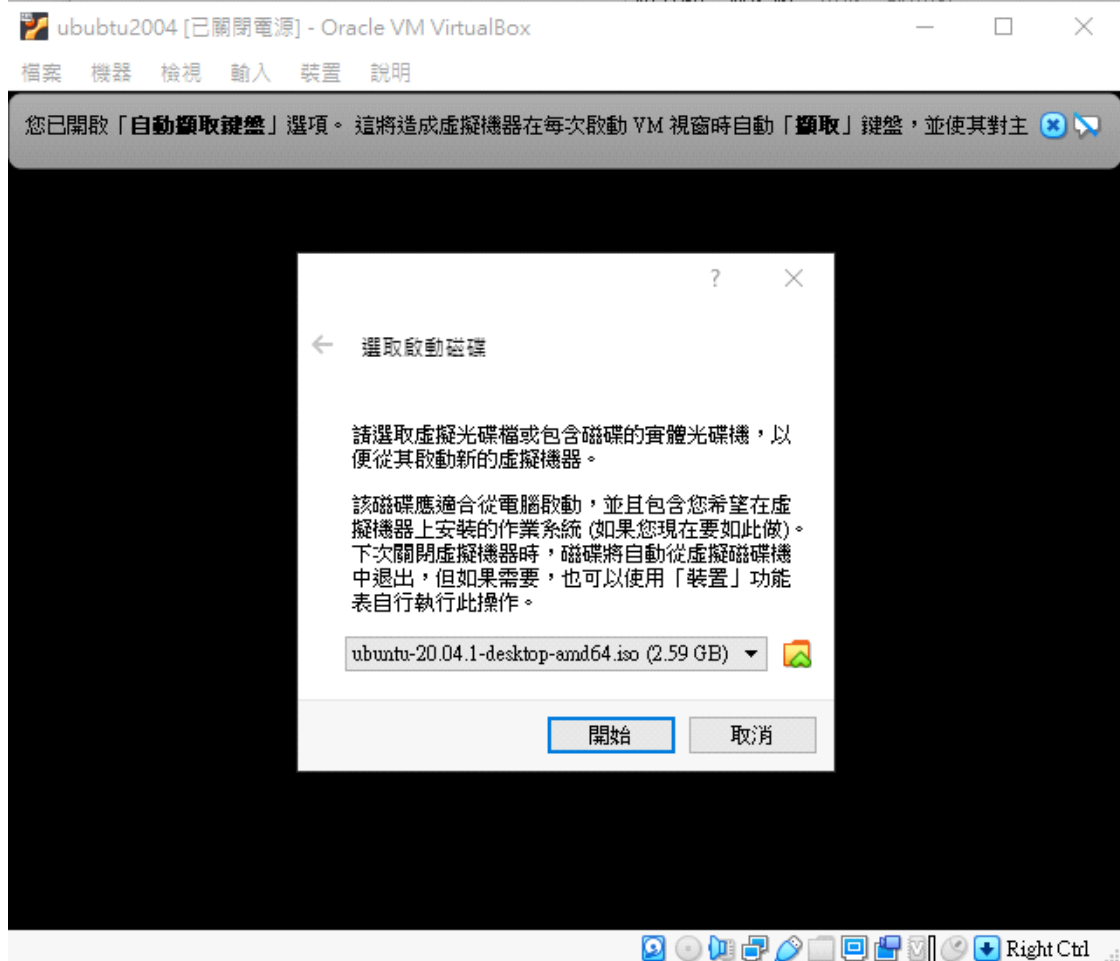 ububtu2004 [已關閉電源] - Oracle VM VirtualBox
檔案 機器 檢視 輸入 裝置 說明
您已開啟「自動擷取鍵盤」選項。 這將造成虛擬機器在每次啟動 VM 視窗時自動「擷取」鍵盤，並使其對主
?
選取啟動磁碟
請選取虛擬光碟檔或包含磁碟的實體光碟機，以
便從其啟動新的虛擬機器。
該磁碟應適合從電腦啟動，並且包含您希望在虛
擬機器上安裝的作業系統 (如果您現在要如此做)。
下次關閉虛擬機器時，磁碟將自動從虛擬磁碟機
中退出，但如果需要，也可以使用「裝置」功能
表自行執行此操作。
ubuntu-20.04.1-desktop-amd64.iso (2.59 GB)
開始 取消
Right Ctrl